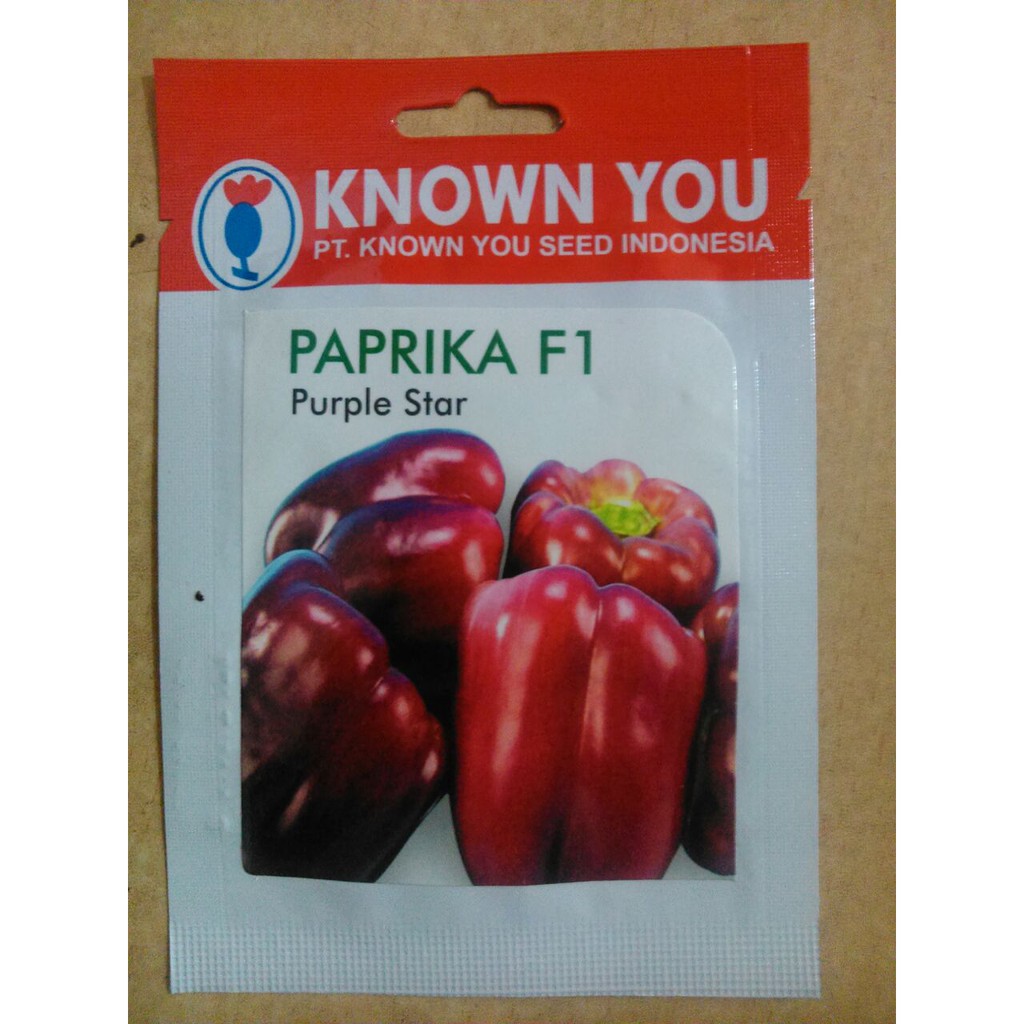 KNOWN YOU
PT. KNOWN YOU SEED INDONESIA
PAPRIKA F1
Purple Star